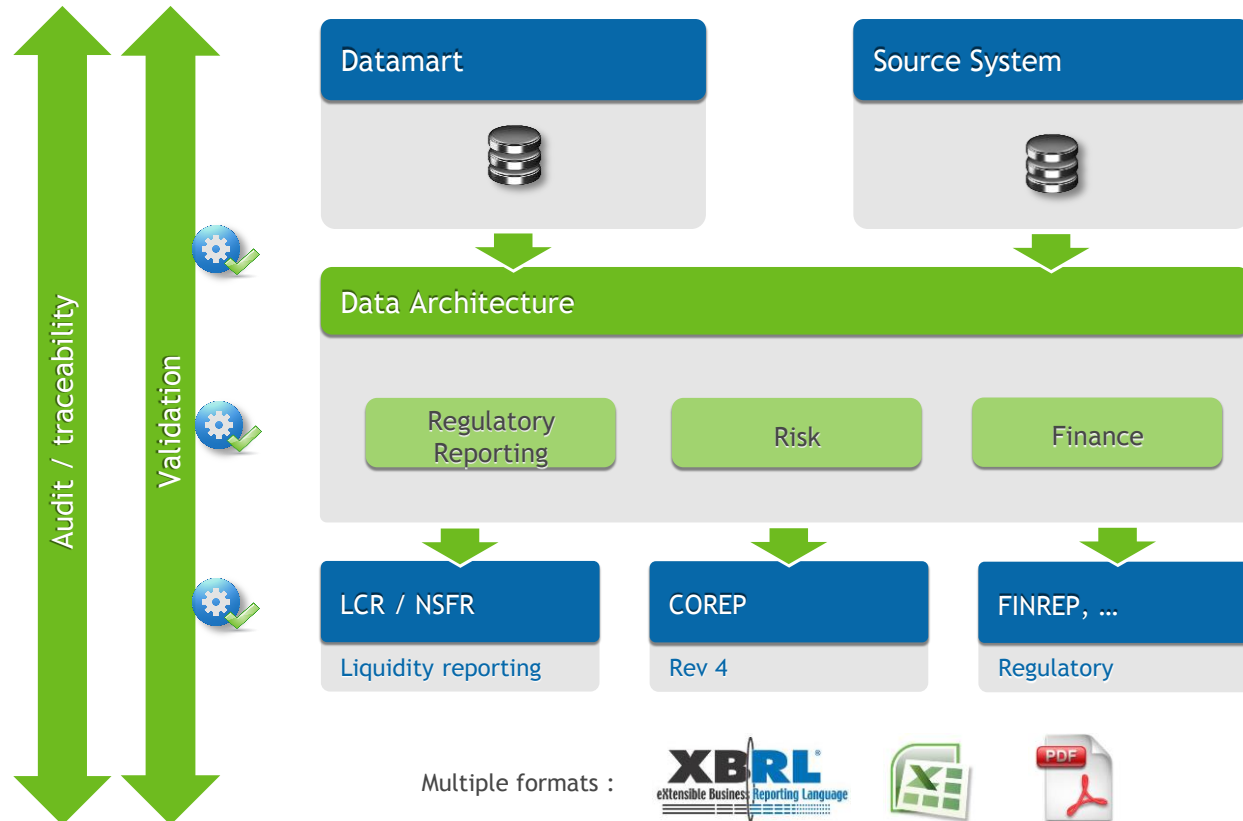 Datamart
Source System
Data Architecture
Regulatory
Reporting
Risk
Finance
Audit / traceability
Validation
LCR / NSFR
COREP
FINREP, …
Liquidity reporting
Rev 4
Regulatory
Multiple formats :
XBRL®
eXtensible Business Reporting Language
X
PDF